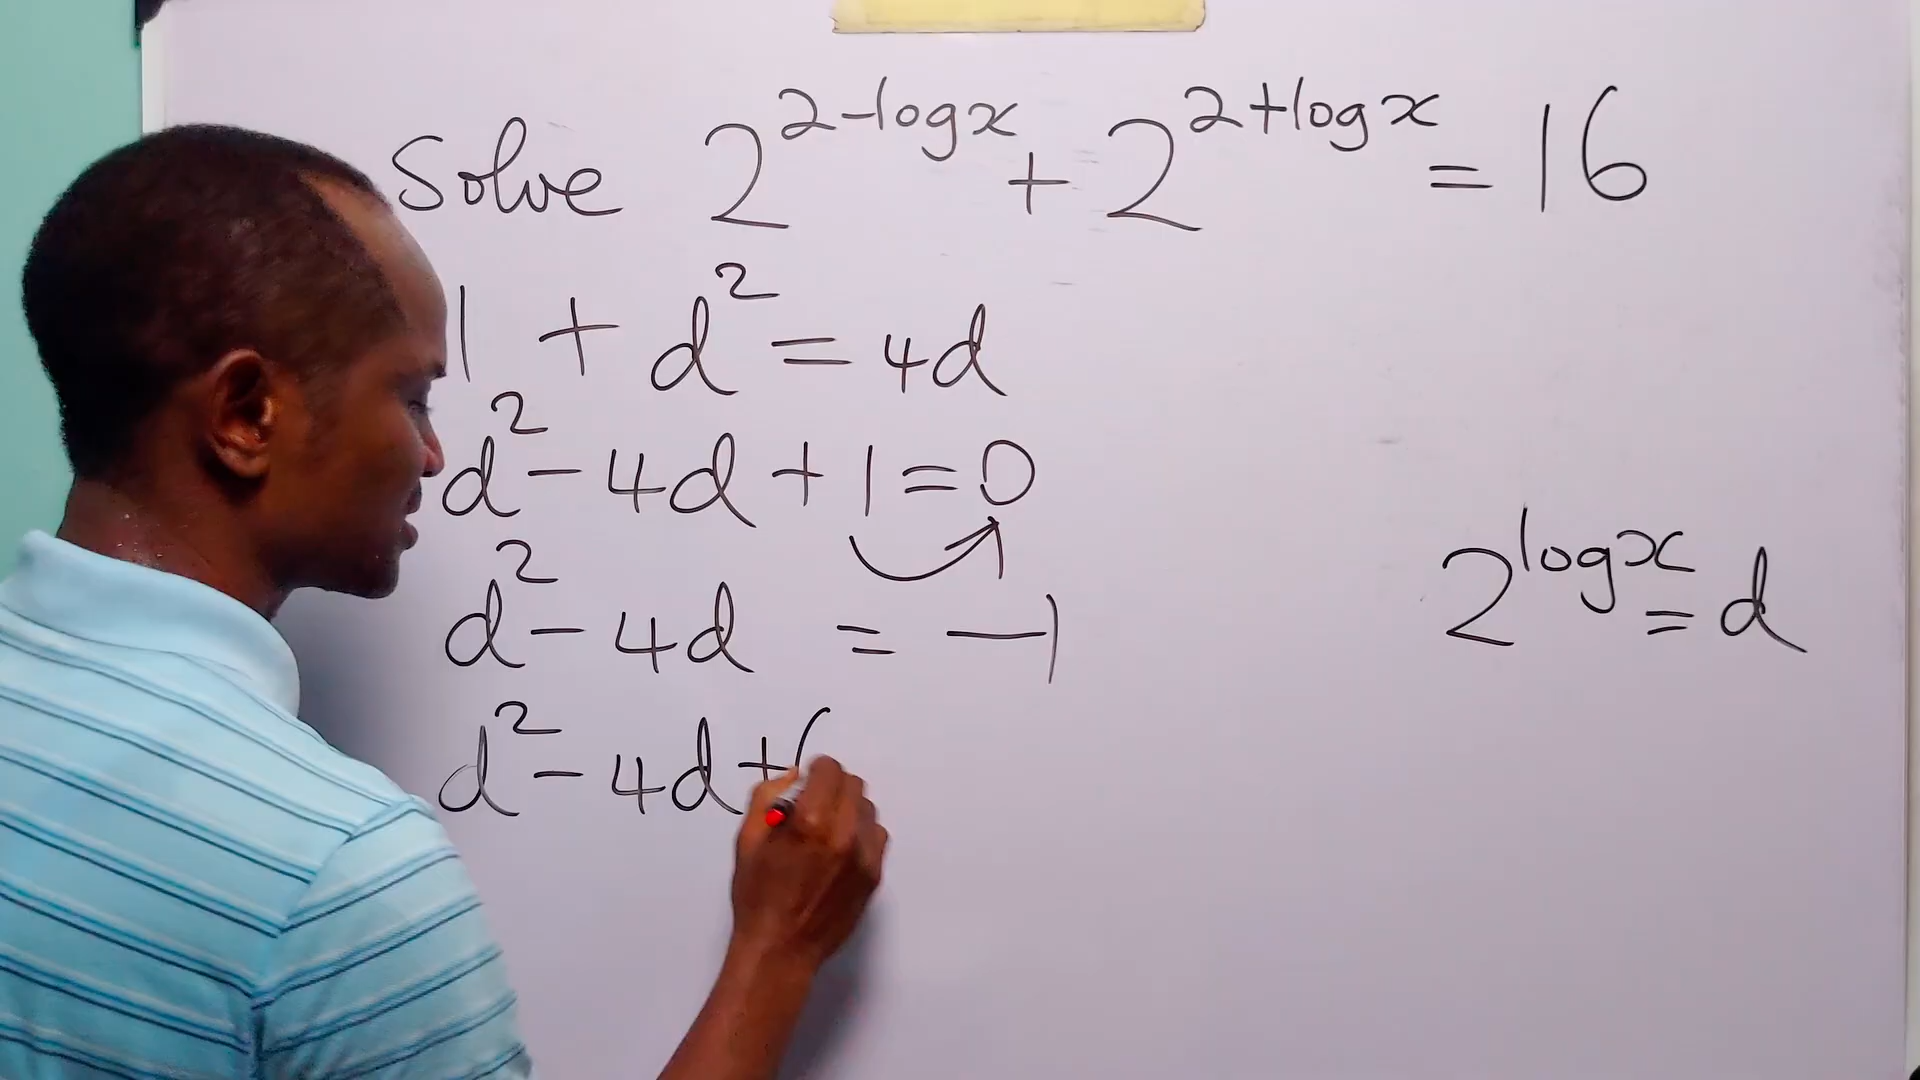 Solve 2^{2-log x} + 2^{2+log x} = 16
1 + d² = 4d
d² - 4d + 1 = 0
d² - 4d = -1
2^{log x} = d
d² - 4d + (